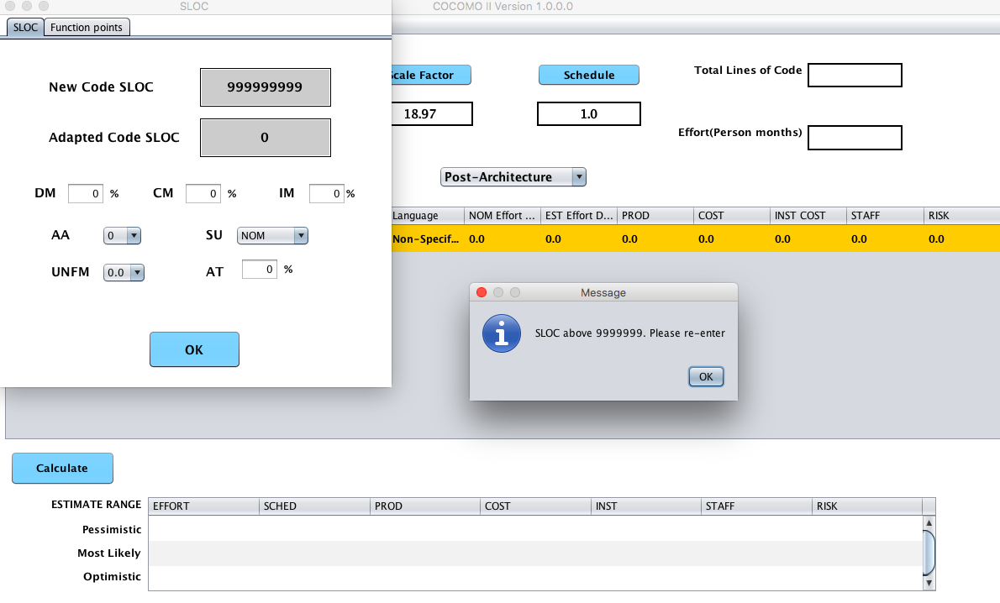 SLOC
COCOMO II Version 1.0.0.0
SLOC Function points
New Code SLOC 999999999
Adapted Code SLOC 0
DM 0 % CM 0 % IM 0 %
AA 0 SU NOM
UNFM 0.0 AT 0 %
OK
Scale Factor Schedule Total Lines of Code
18.97 1.0
Effort(Person months)
Post-Architecture
Language NOM Effort ... EST Effort D... PROD COST INST COST STAFF RISK
Non-Specif... 0.0 0.0 0.0 0.0 0.0 0.0 0.0
Message
SLOC above 9999999. Please re-enter
OK
Calculate
ESTIMATE RANGE EFFORT SCHED PROD COST INST STAFF RISK
Pessimistic
Most Likely
Optimistic